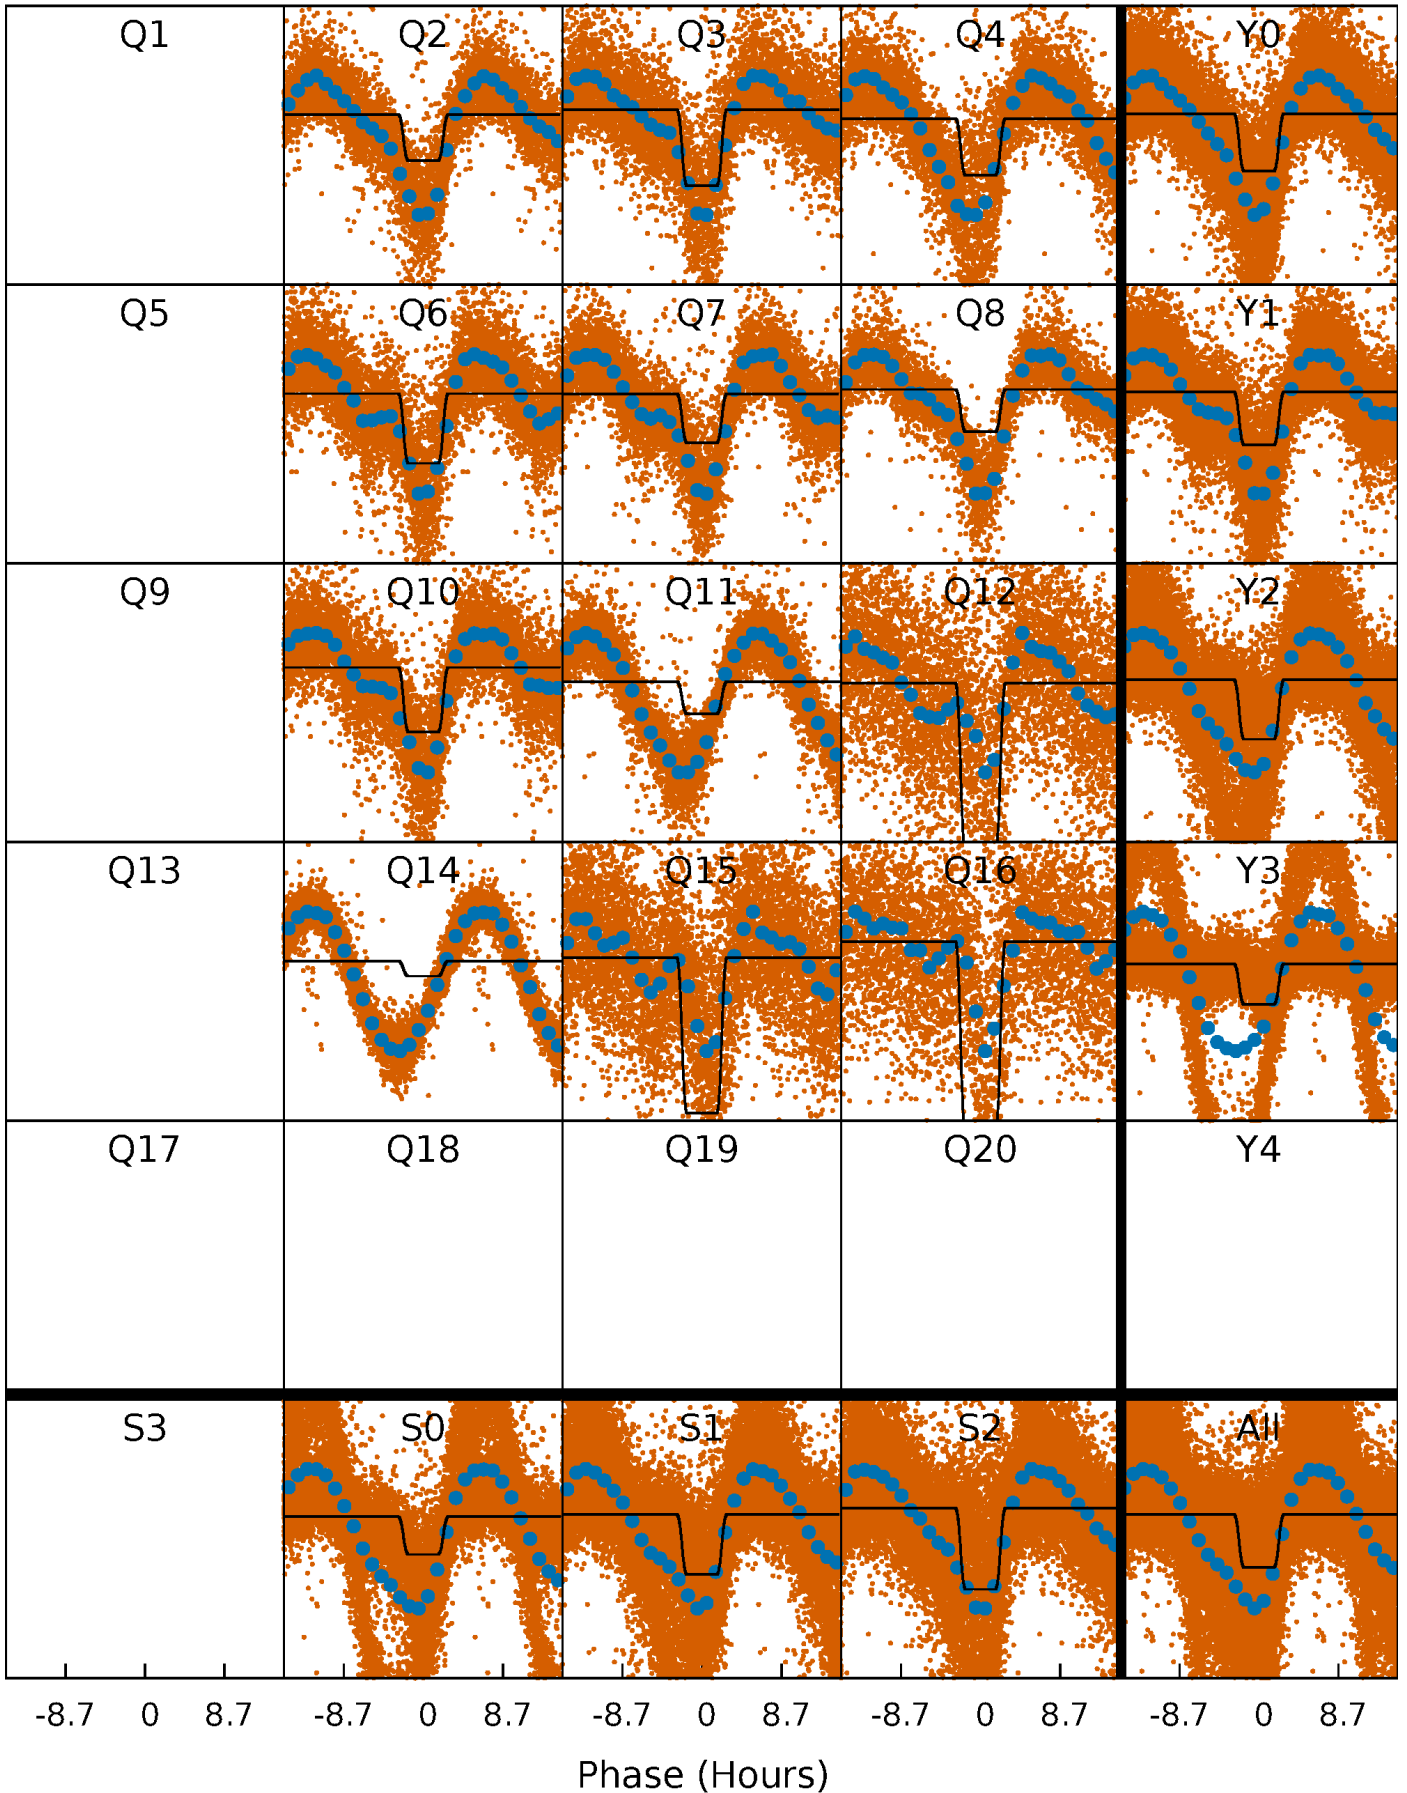 Q1 Q2 Q3 Q4 Y0
Q5 Q6 Q7 Q8 Y1
Q9 Q10 Q11 Q12 Y2
Q13 Q14 Q15 Q16 Y3
Q17 Q18 Q19 Q20 Y4
S3 S0 S1 S2 All
-8.7 0 8.7 -8.7 0 8.7 -8.7 0 8.7 -8.7 0 8.7 -8.7 0 8.7
Phase (Hours)